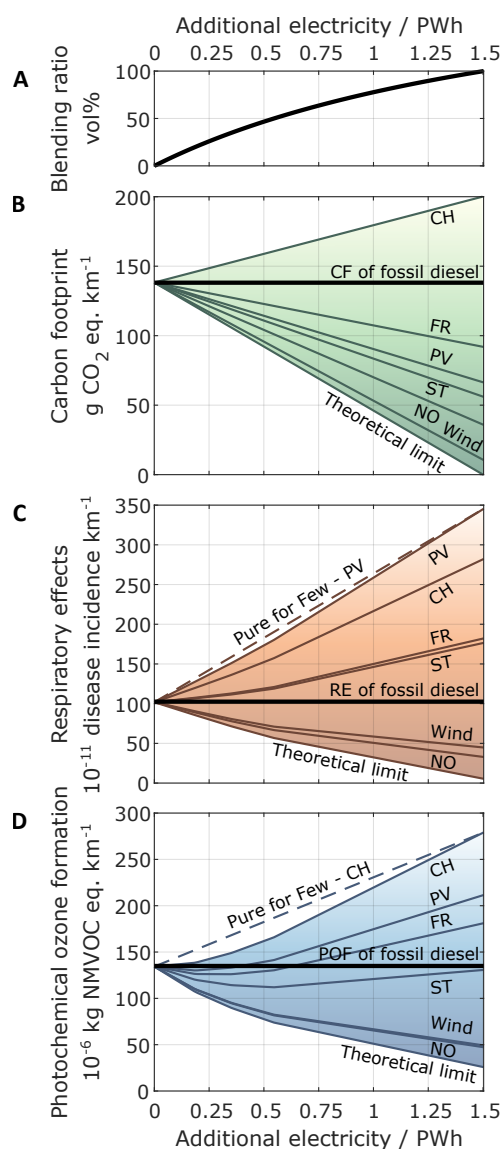 Additional electricity / PWh
0 0.25 0.5 0.75 1 1.25 1.5
A
Blending ratio
vol%
100
50
0
B
Carbon footprint
g CO₂ eq. km⁻¹
200
150
100
50
0
CH
CF of fossil diesel
FR
PV
ST
NO Wind
Theoretical limit
C
Respiratory effects
10⁻¹¹ disease incidence km⁻¹
350
300
250
200
150
100
50
0
Pure for Few - PV
PV
CH
FR
ST
RE of fossil diesel
Wind
NO
Theoretical limit
D
Photochemical ozone formation
10⁻⁶ kg NMVOC eq. km⁻¹
300
250
200
150
100
50
0
Pure for Few - CH
CH
PV
FR
POF of fossil diesel
ST
Wind
NO
Theoretical limit
0 0.25 0.5 0.75 1 1.25 1.5
Additional electricity / PWh